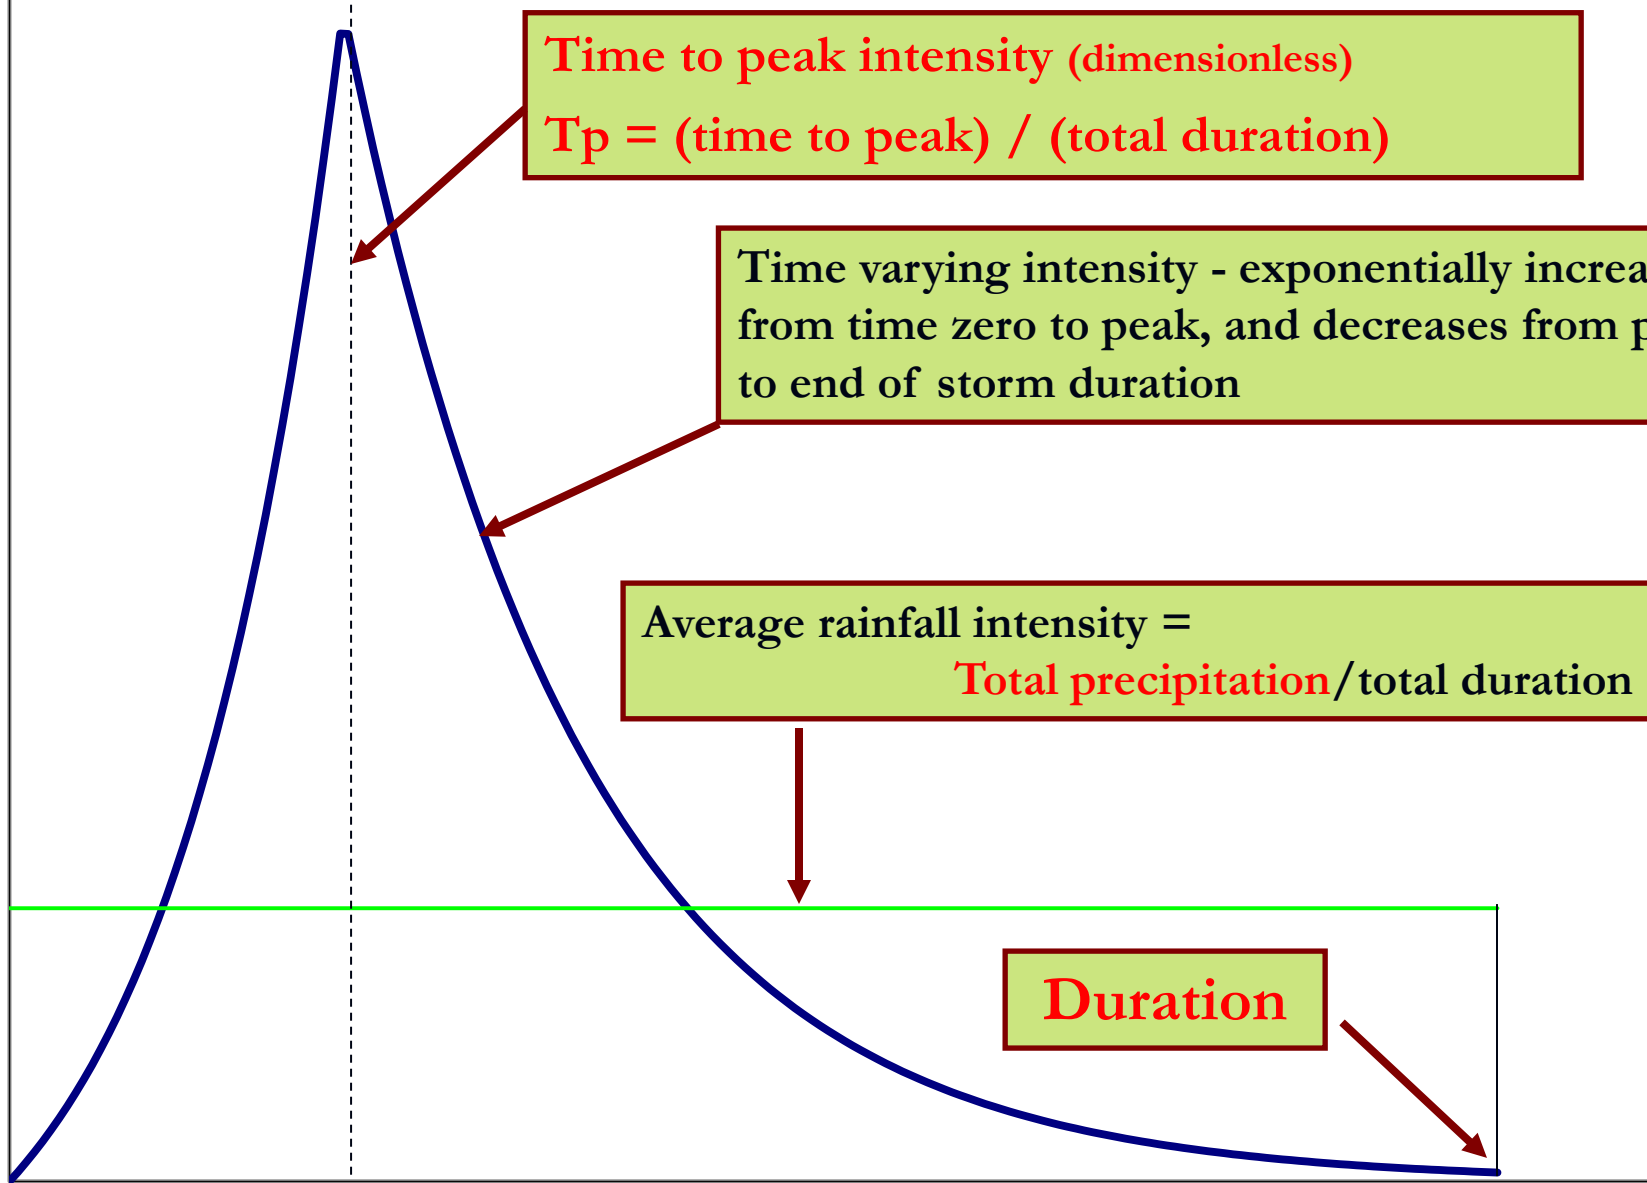 Time to peak intensity (dimensionless)
Tp = (time to peak) / (total duration)
Time varying intensity - exponentially
from time zero to peak, and decreases from
to end of storm duration
Average rainfall intensity =
Total precipitation/total duration
Duration